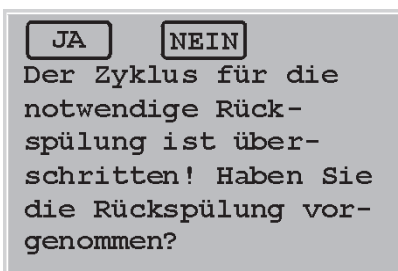 JA NEIN
Der Zyklus für die
notwendige Rück-
spülung ist über-
schritten! Haben Sie
die Rückspülung vor-
genommen?